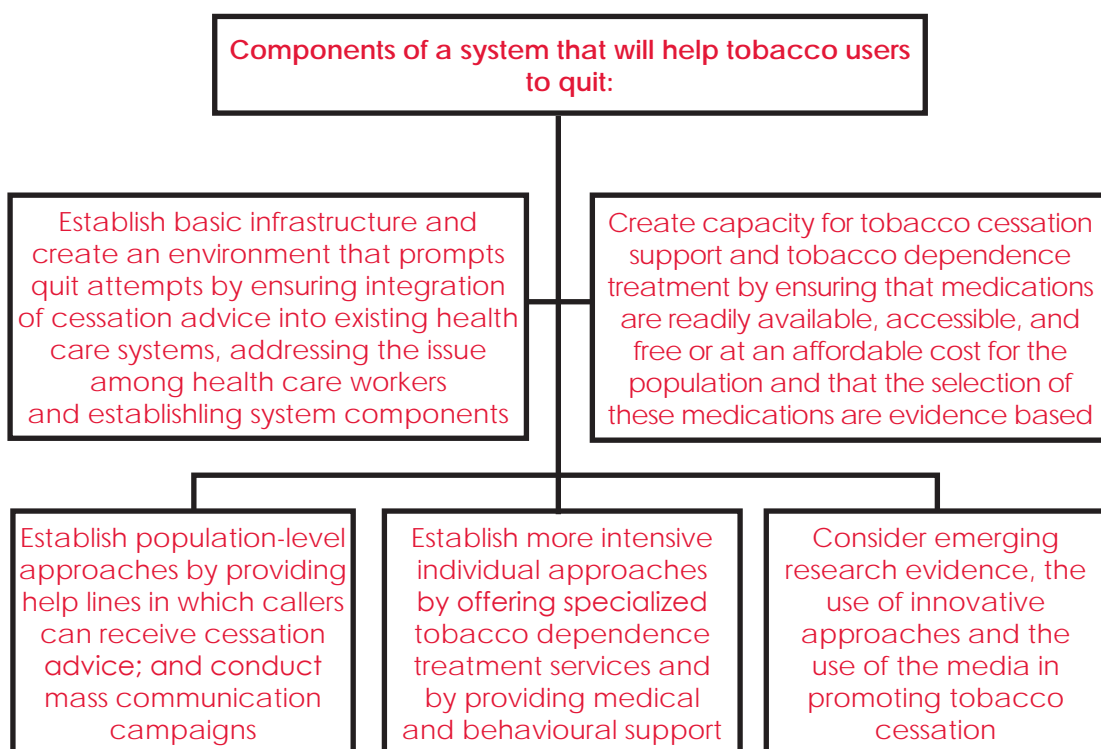 Components of a system that will help tobacco users
to quit:
Establish basic infrastructure and
create an environment that prompts
quit attempts by ensuring integration
of cessation advice into existing health
care systems, addressing the issue
among health care workers
and establishling system components
Create capacity for tobacco cessation
support and tobacco dependence
treatment by ensuring that medications
are readily available, accessible, and
free or at an affordable cost for the
population and that the selection of
these medications are evidence based
Establish population-level
approaches by providing
help lines in which callers
can receive cessation
advice; and conduct
mass communication
campaigns
Establish more intensive
individual approaches
by offering specialized
tobacco dependence
treatment services and
by providing medical
and behavioural support
Consider emerging
research evidence, the
use of innovative
approaches and the
use of the media in
promoting tobacco
cessation